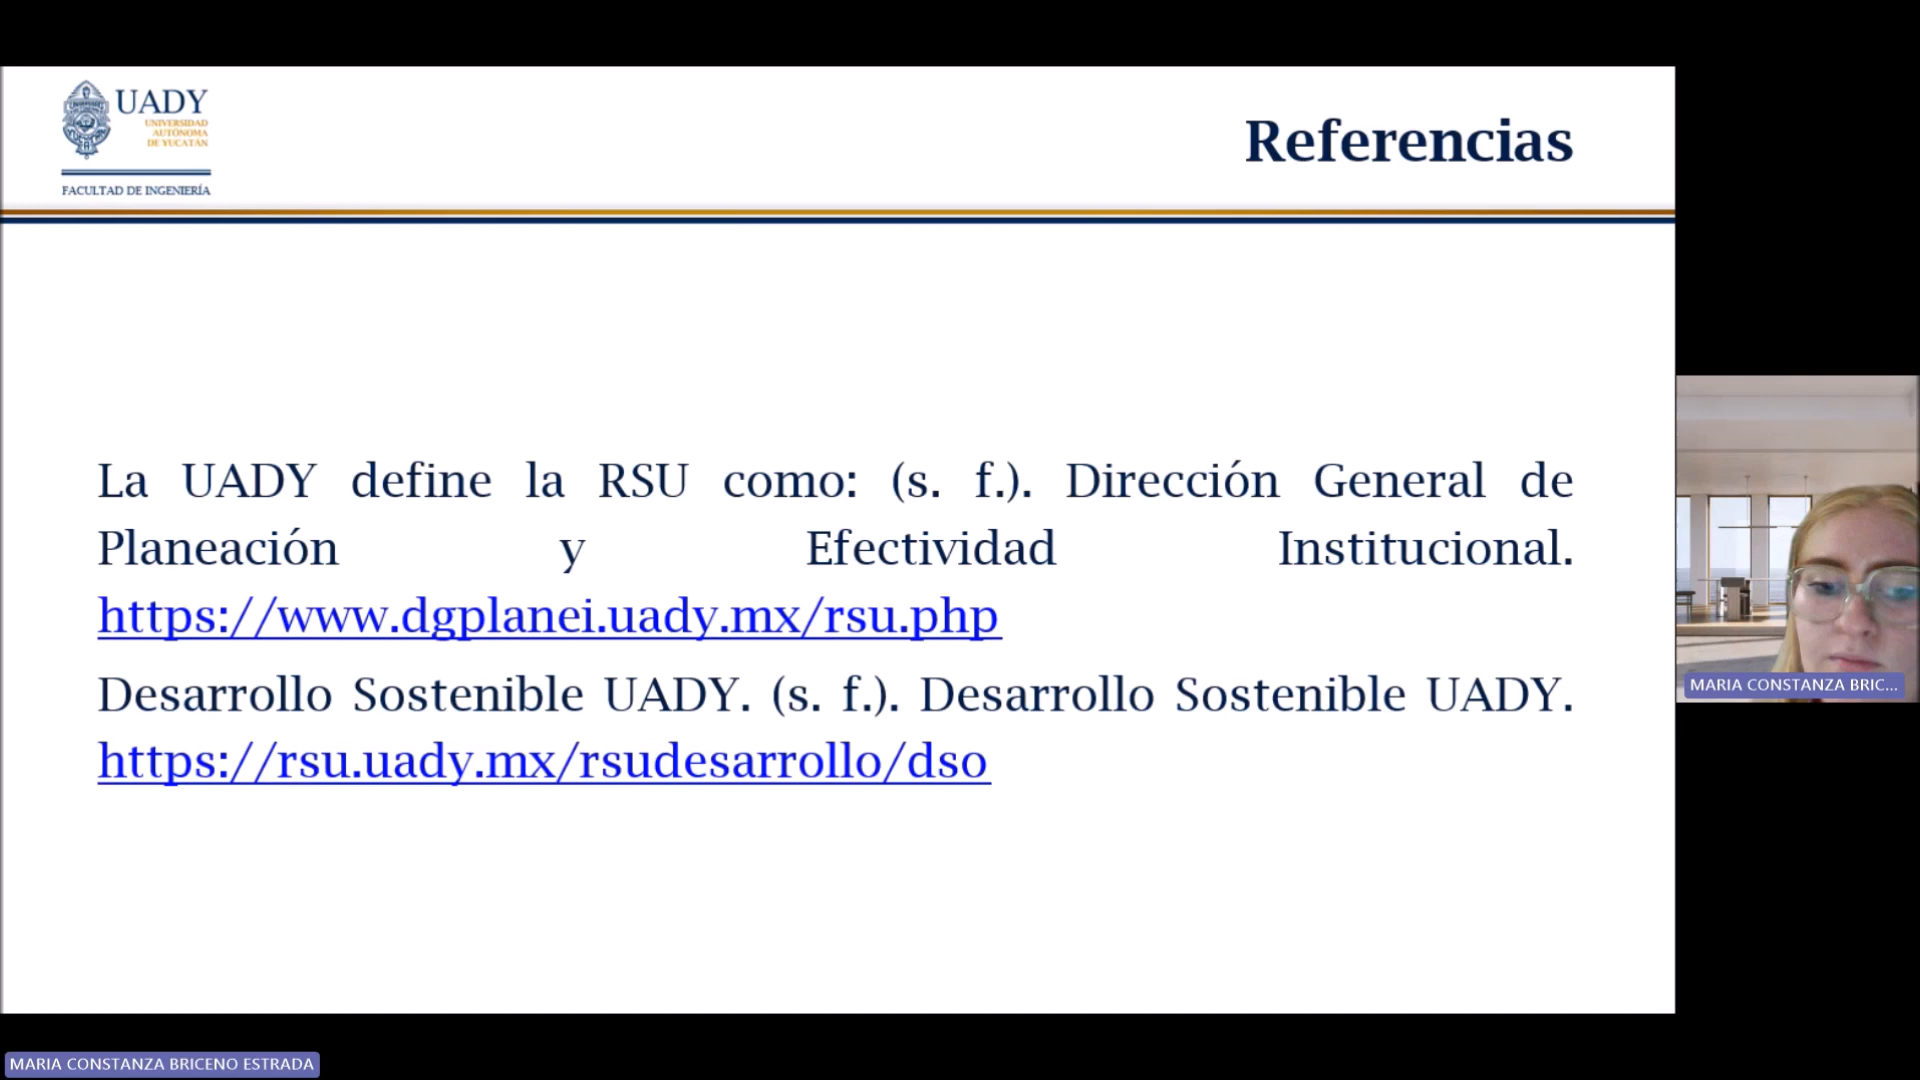 UADY
UNIVERSIDAD
AUTÓNOMA
DE YUCATÁN
FACULTAD DE INGENIERÍA
Referencias
La UADY define la RSU como: (s. f.). Dirección General de
Planeación y Efectividad Institucional.
https://www.dgplanei.uady.mx/rsu.php
Desarrollo Sostenible UADY. (s. f.). Desarrollo Sostenible UADY.
https://rsu.uady.mx/rsudesarrollo/dso
MARIA CONSTANZA BRIC...
MARIA CONSTANZA BRICENO ESTRADA